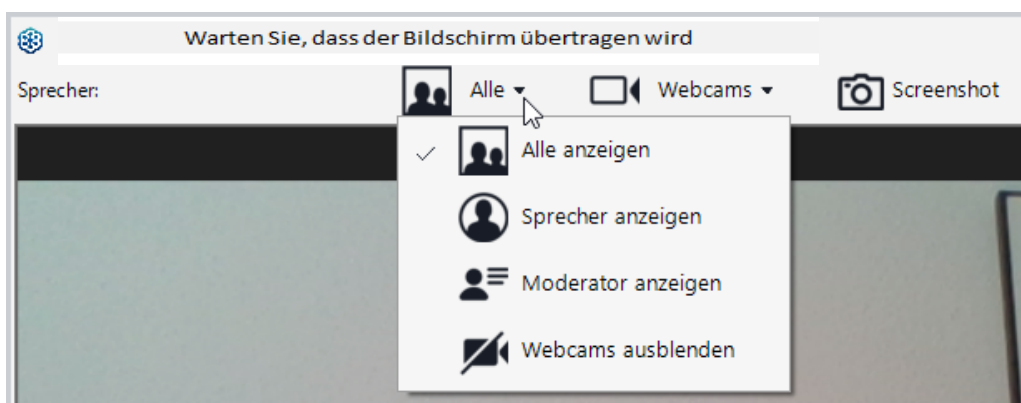 Warten Sie, dass der Bildschirm übertragen wird
Sprecher: Alle Webcams Screenshot
Alle anzeigen
Sprecher anzeigen
Moderator anzeigen
Webcams ausblenden